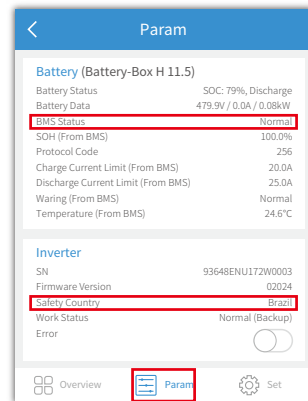 Param
Battery (Battery-Box H 11.5)
Battery Status SOC: 79%, Discharge
Battery Data 479.9V / 0.0A / 0.08kW
BMS Status Normal
SOH (From BMS) 100.0%
Protocol Code 256
Charge Current Limit (From BMS) 20.0A
Discharge Current Limit (From BMS) 25.0A
Waring (From BMS) Normal
Temperature (From BMS) 24.6°C
Inverter
SN 93648ENU172W0003
Firmware Version 02024
Safety Country Brazil
Work Status Normal (Backup)
Error
Overview Param Set